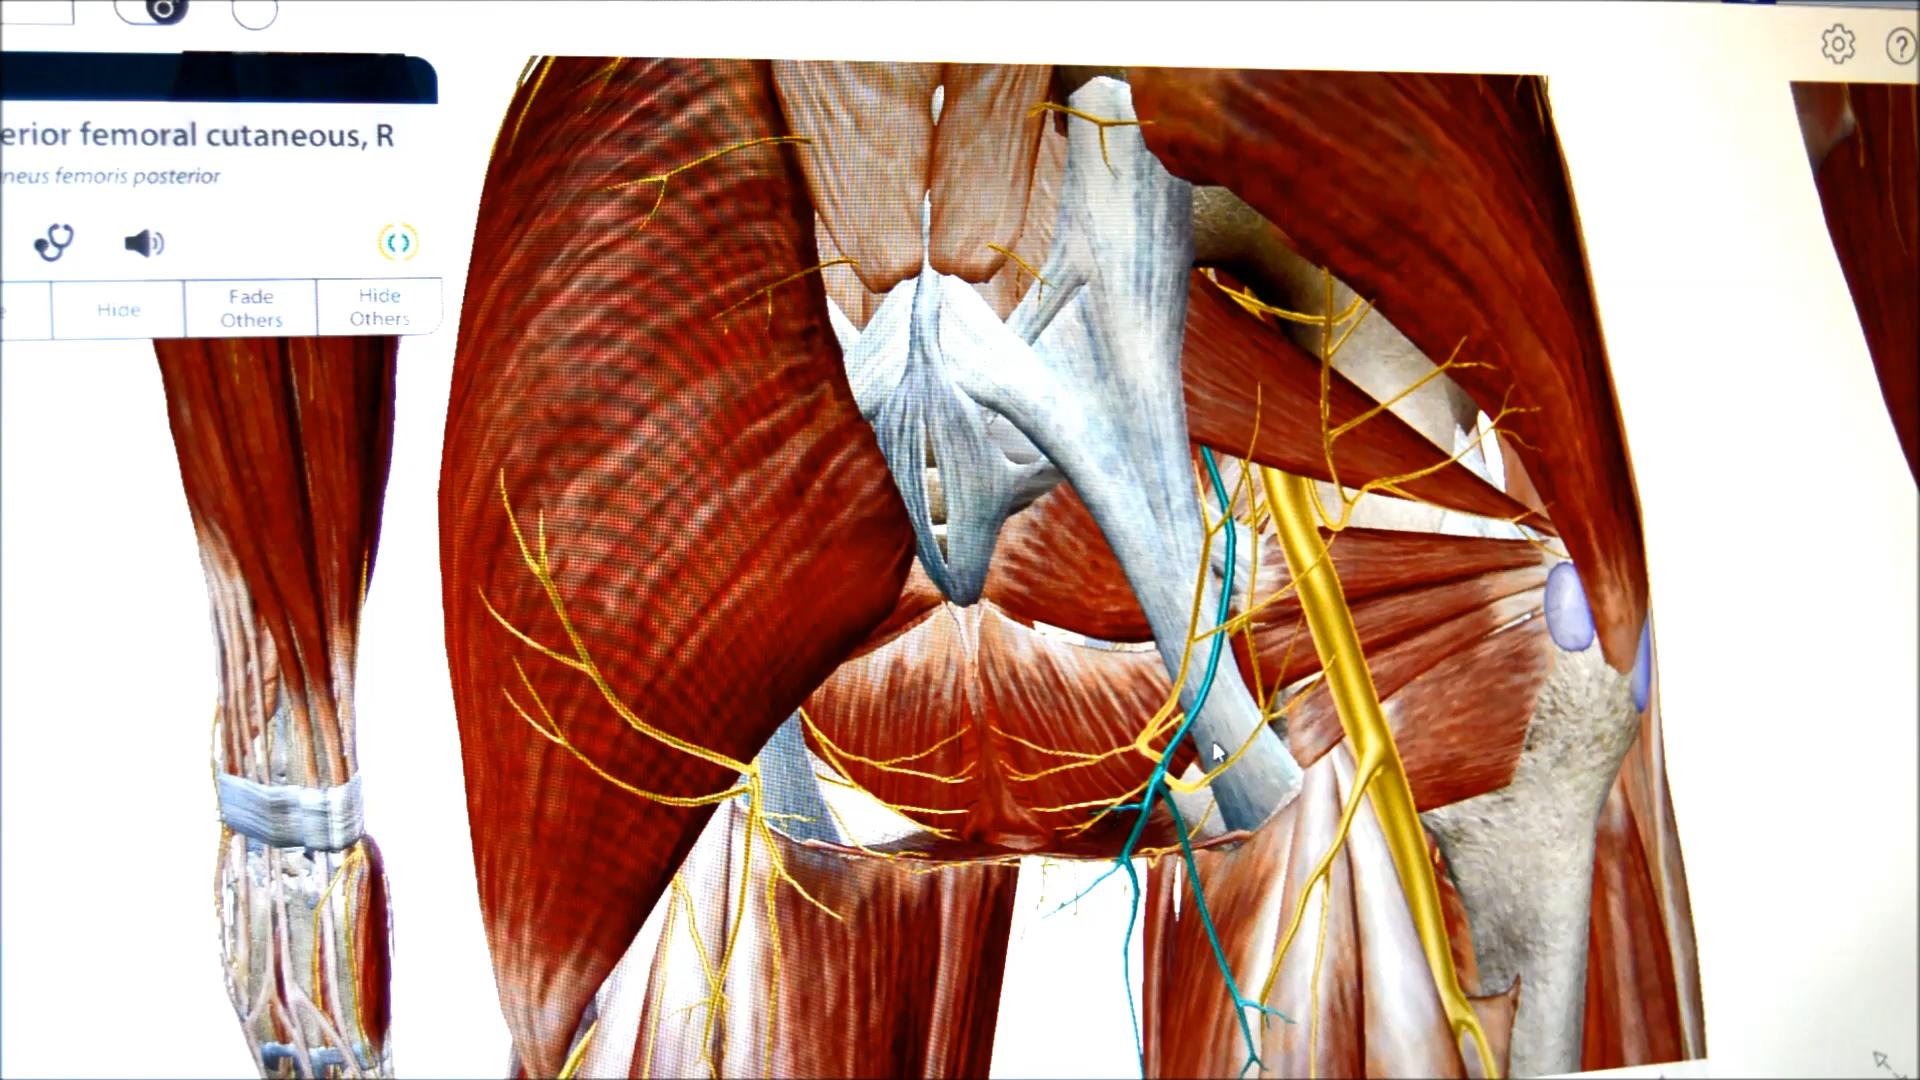 erior femoral cutaneous, R
neus femoris posterior
Hide
Fade
Others
Hide
Others
?